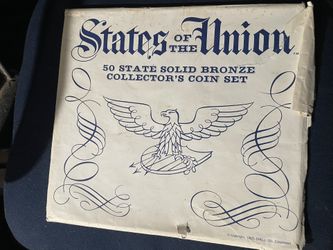 States OF THE Union
50 STATE SOLID BRONZE
COLLECTOR'S COIN SET